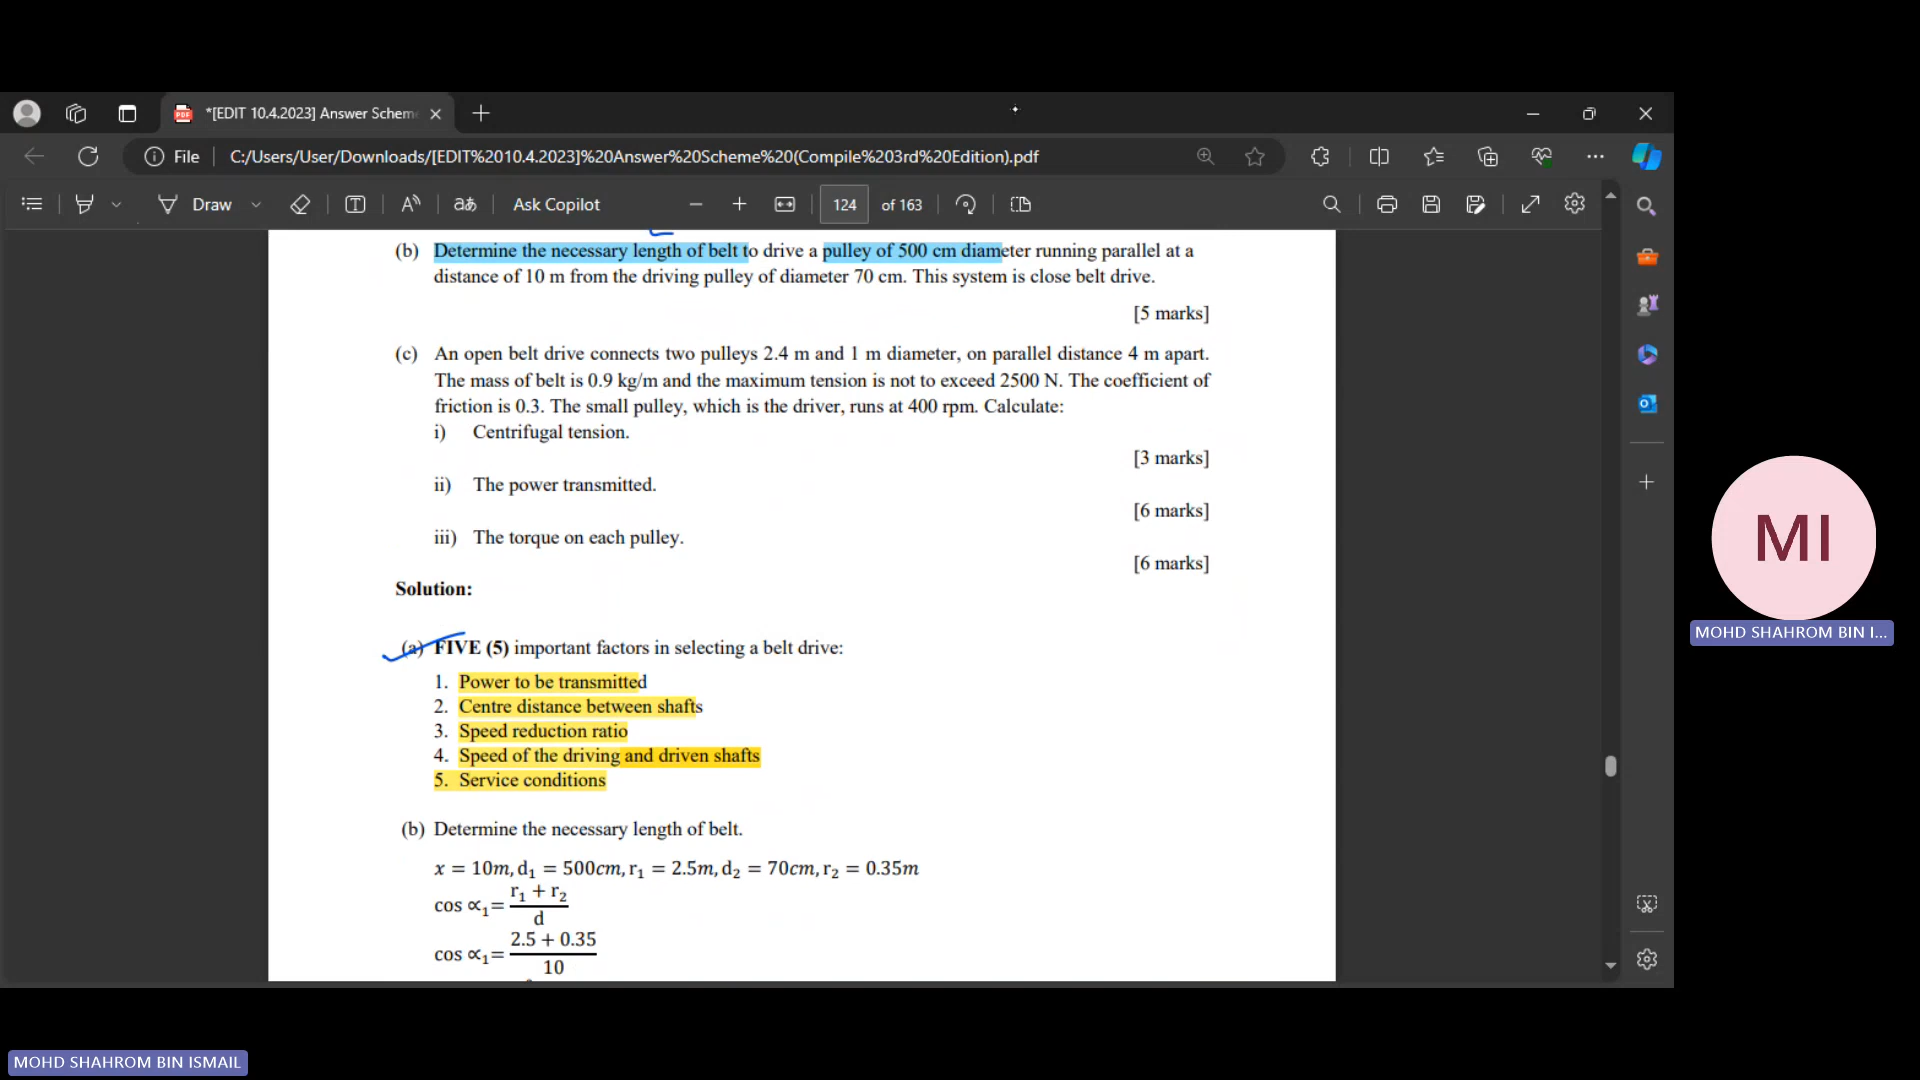 *[EDIT 10.4.2023] Answer Schem
File
C:/Users/User/Downloads/[EDIT%2010.4.2023]%20Answer%20Scheme%20(Compile%203rd%20Edition).pdf
Draw
aあ
Ask Copilot
124 of 163
(b) Determine the necessary length of belt to drive a pulley of 500 cm diameter running parallel at a
distance of 10 m from the driving pulley of diameter 70 cm. This system is close belt drive.
[5 marks]
(c) An open belt drive connects two pulleys 2.4 m and 1 m diameter, on parallel distance 4 m apart.
The mass of belt is 0.9 kg/m and the maximum tension is not to exceed 2500 N. The coefficient of
friction is 0.3. The small pulley, which is the driver, runs at 400 rpm. Calculate:
i) Centrifugal tension.
[3 marks]
ii) The power transmitted.
[6 marks]
iii) The torque on each pulley.
[6 marks]
Solution:
(a) FIVE (5) important factors in selecting a belt drive:
1. Power to be transmitted
2. Centre distance between shafts
3. Speed reduction ratio
4. Speed of the driving and driven shafts
5. Service conditions
(b) Determine the necessary length of belt.
x = 10m, d₁ = 500cm, r₁ = 2.5m, d₂ = 70cm, r₂ = 0.35m
cos ∝₁= r₁ + r₂ / d
cos ∝₁= 2.5 + 0.35 / 10
MI
MOHD SHAHROM BIN I...
MOHD SHAHROM BIN ISMAIL